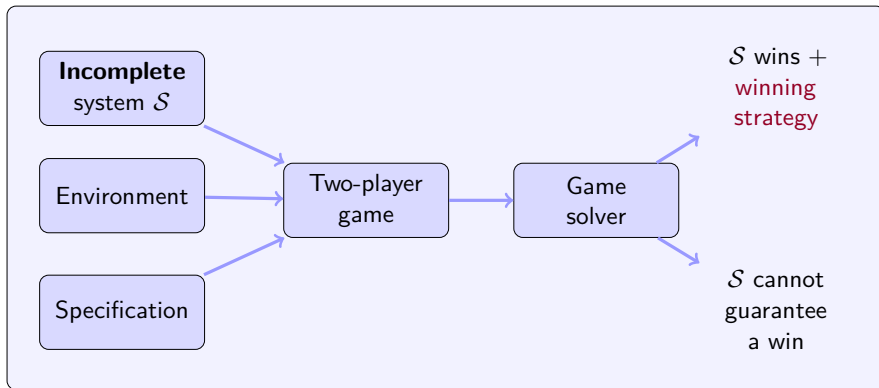 Incomplete
system 𝒮
Environment
Specification
Two-player
game
Game
solver
𝒮 wins +
winning
strategy
𝒮 cannot
guarantee
a win